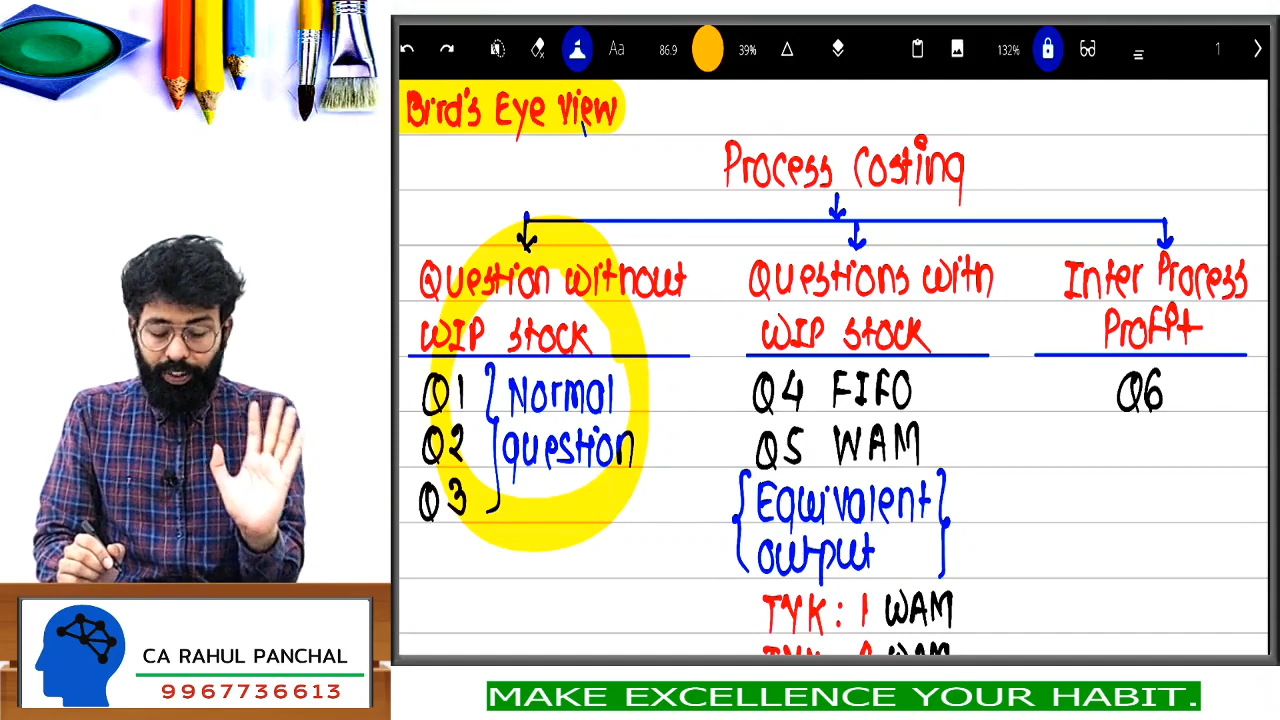 Aa
86.9
39%
132%
1
Bird's Eye View
Process Costing
Question without
WIP stock
Questions with
WIP stock
Inter Process
Profit
Q1
Q2
Q3
Normal
question
Q4 FIFO
Q5 WAM
Equivalent
output
TYK : 1 WAM
Q6
CA RAHUL PANCHAL
9967736613
MAKE EXCELLENCE YOUR HABIT.